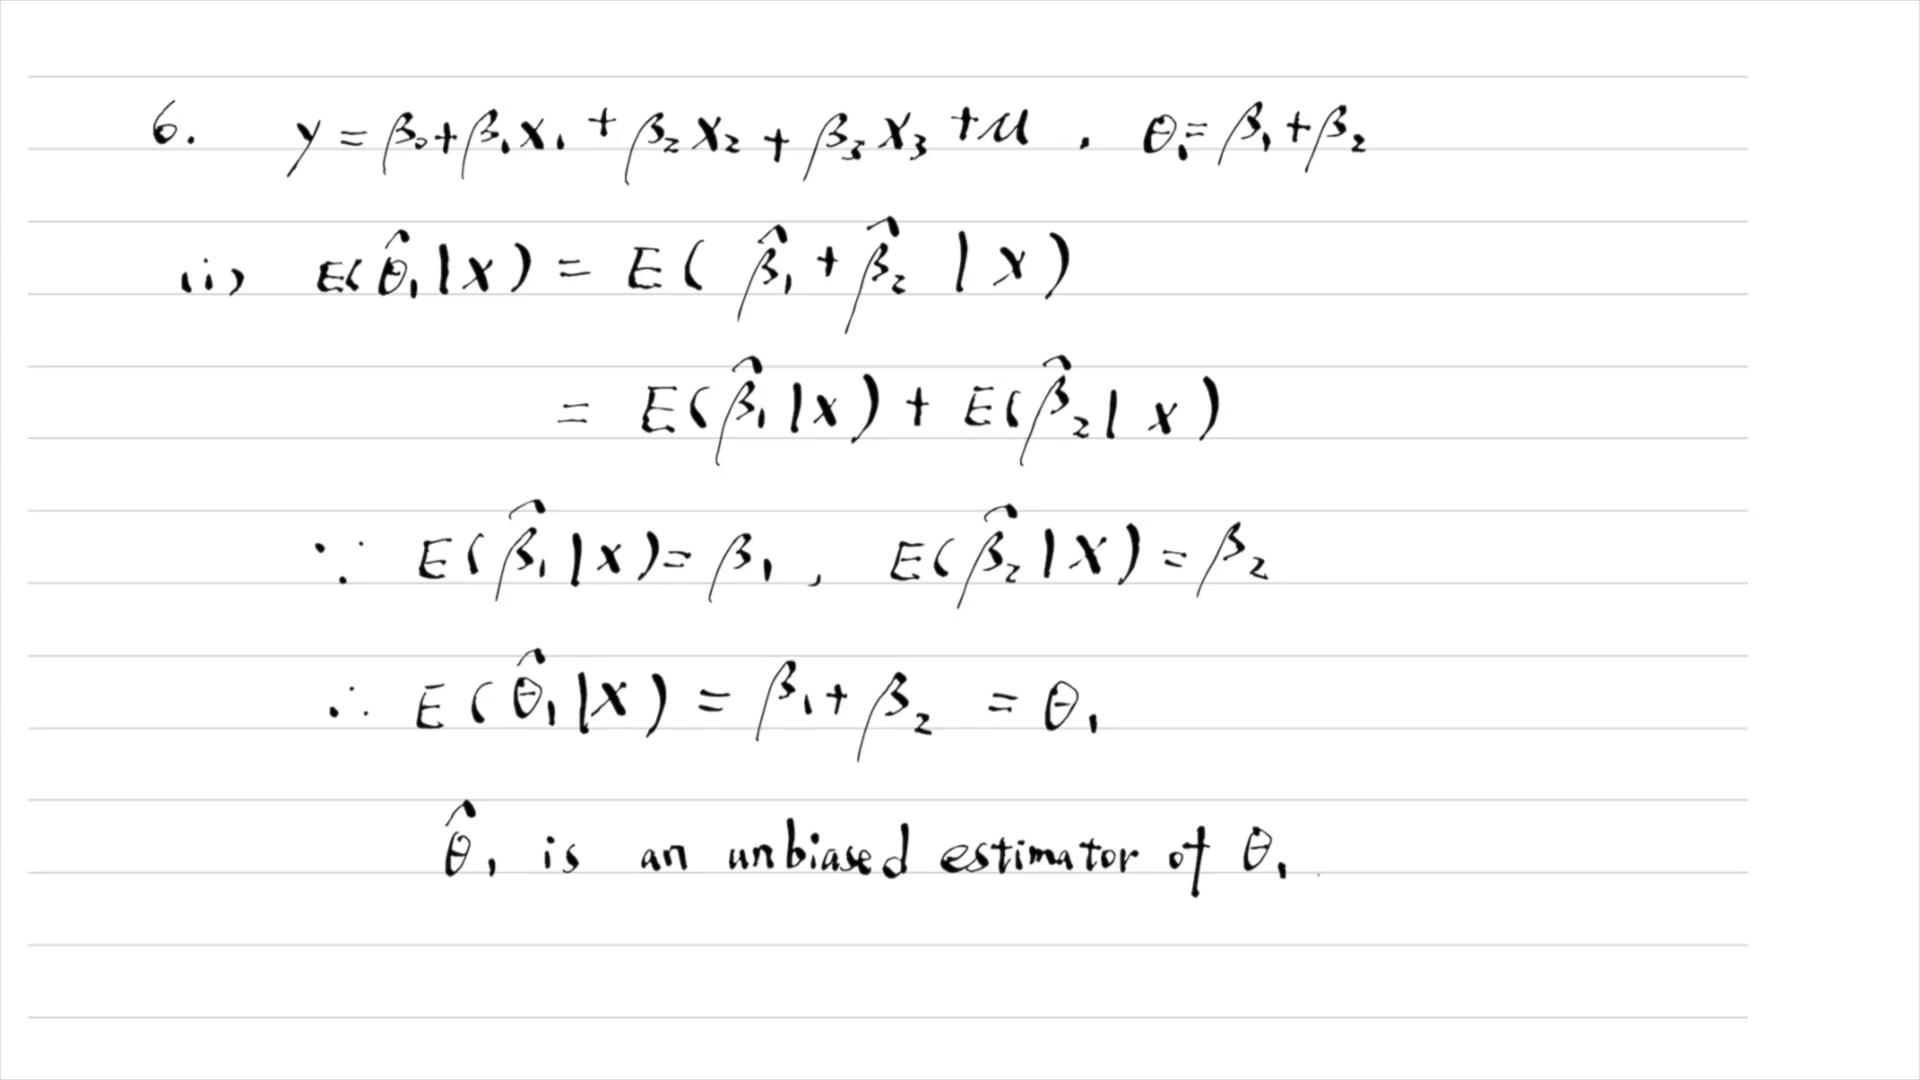 6. y = β₀+β₁x₁ + β₂x₂ + β₃x₃ + u . θ₁= β₁+β₂
(i) E(θ̂₁|X) = E( β̂₁ + β̂₂ | X)
= E(β̂₁|X) + E(β̂₂|X)
∵ E(β̂₁|X)= β₁, E(β̂₂|X) = β₂
∴ E(θ̂₁|X) = β₁+β₂ = θ₁
θ̂₁ is an unbiased estimator of θ₁.